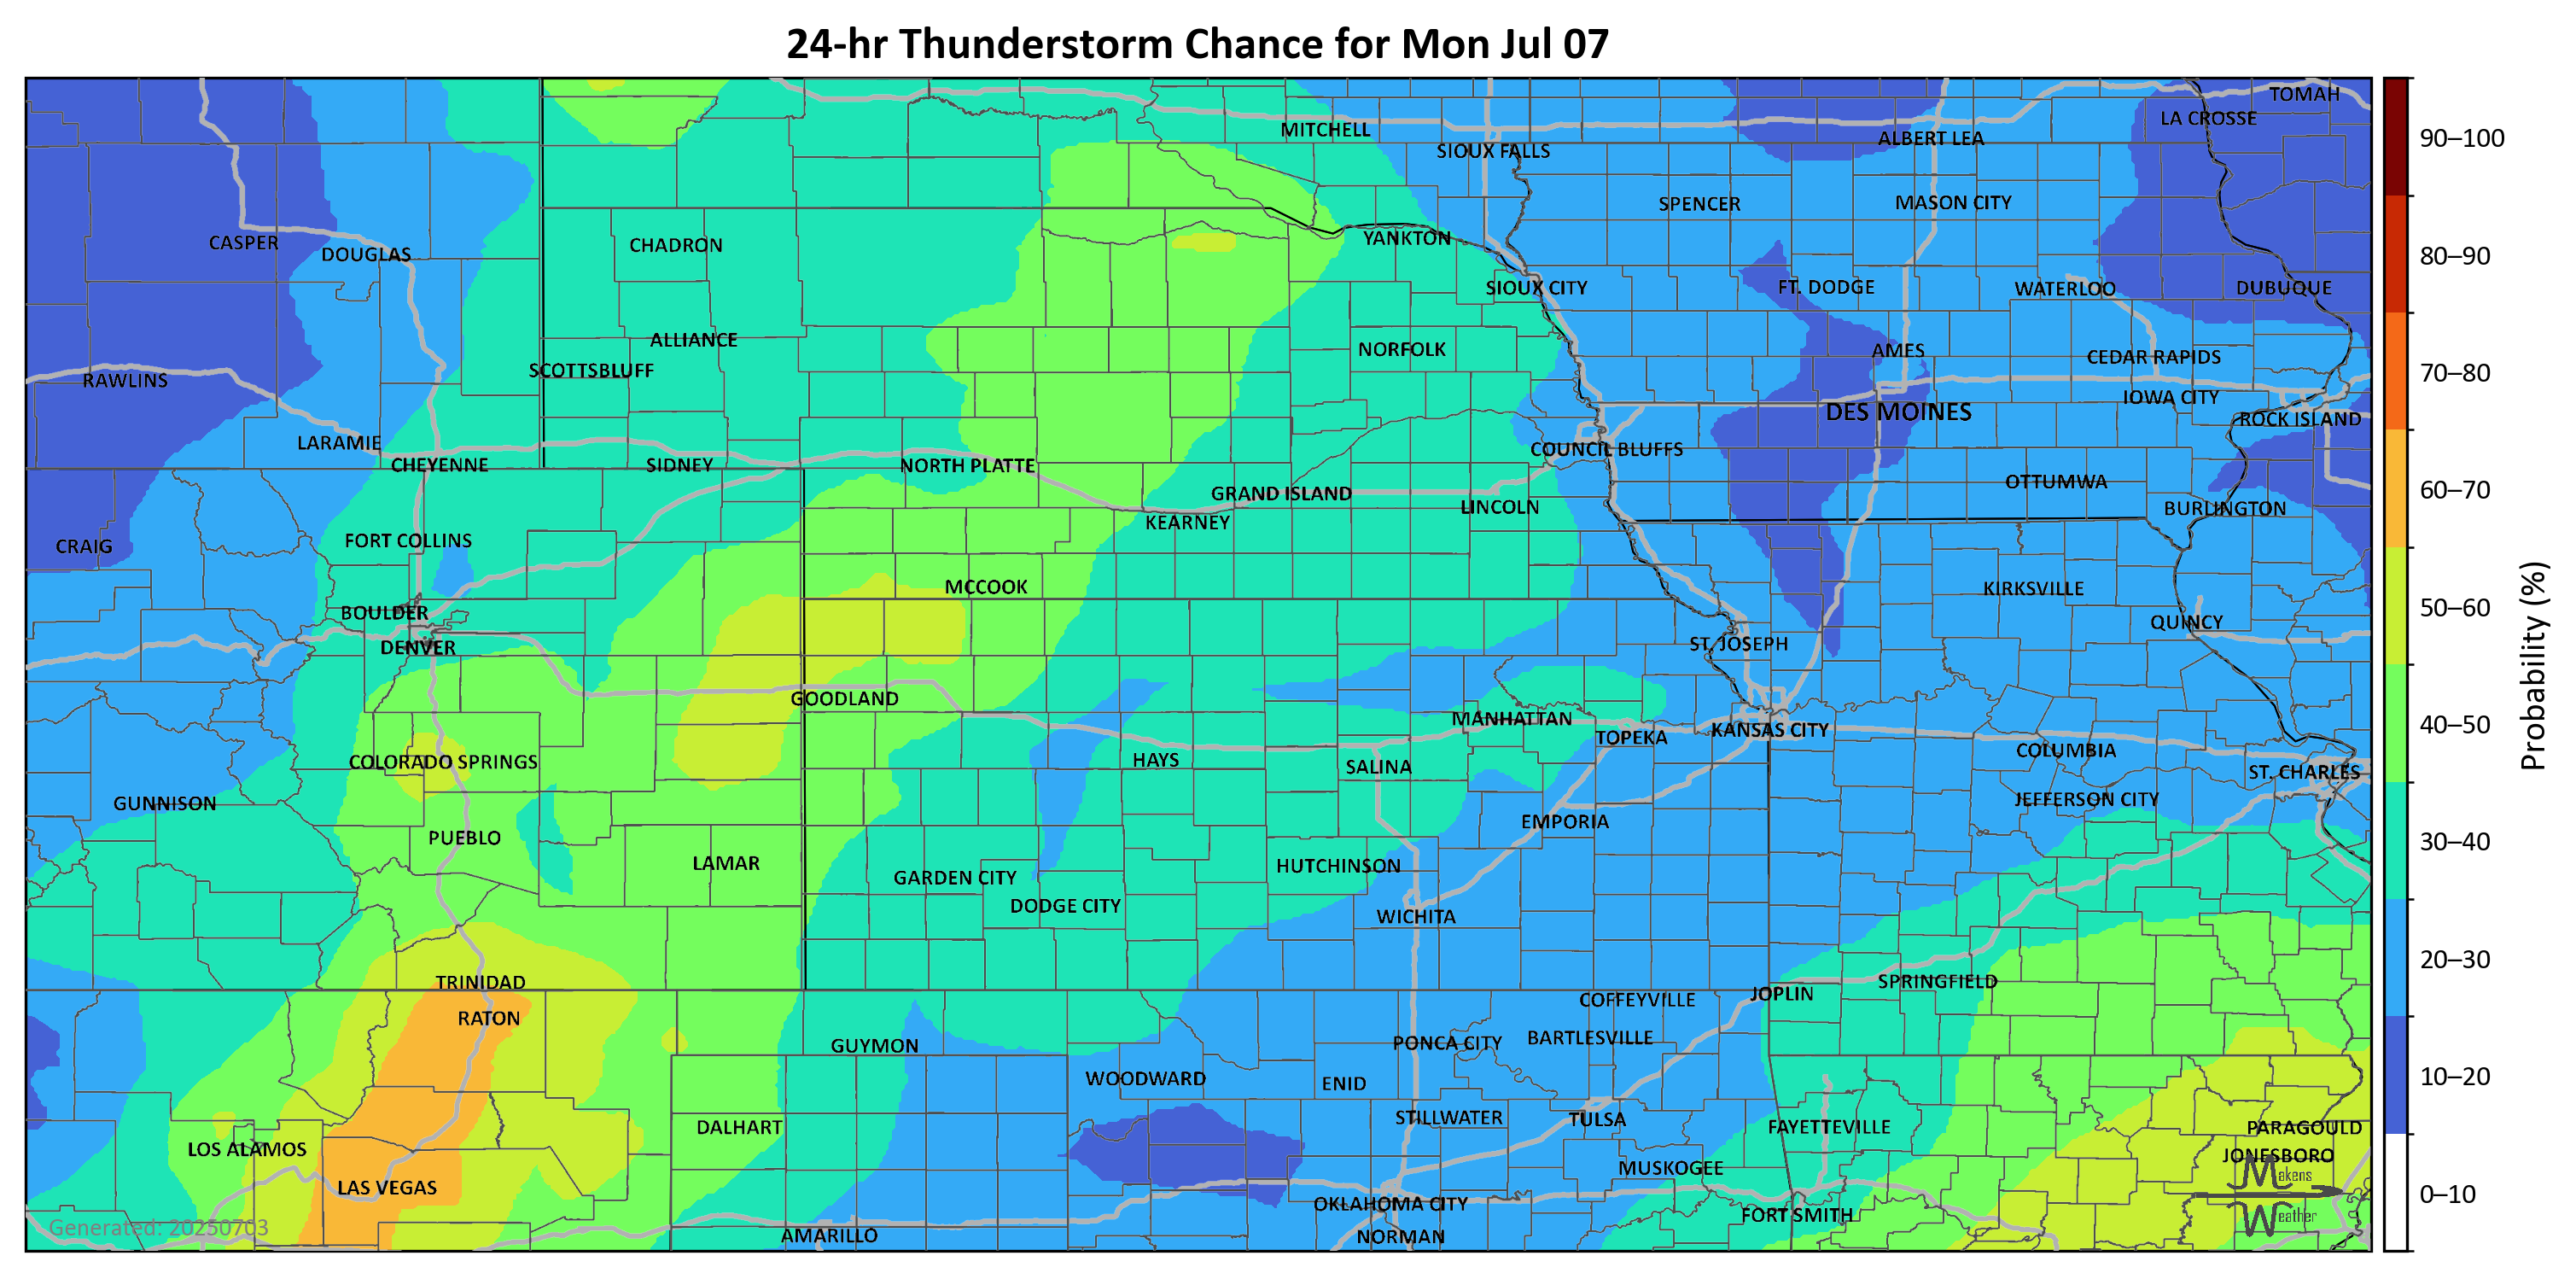 24-hr Thunderstorm Chance for Mon Jul 07
TOMAH
LA CROSSE
MITCHELL
ALBERT LEA
SIOUX FALLS
SPENCER
MASON CITY
CASPER
DOUGLAS
CHADRON
YANKTON
SIOUX CITY
FT. DODGE
WATERLOO
DUBUQUE
ALLIANCE
NORFOLK
AMES
CEDAR RAPIDS
RAWLINS
SCOTTSBLUFF
IOWA CITY
DES MOINES
ROCK ISLAND
LARAMIE
CHEYENNE
SIDNEY
NORTH PLATTE
COUNCIL BLUFFS
GRAND ISLAND
LINCOLN
OTTUMWA
BURLINGTON
KEARNEY
CRAIG
FORT COLLINS
MCCOOK
KIRKSVILLE
BOULDER
QUINCY
DENVER
ST. JOSEPH
GOODLAND
MANHATTAN
TOPEKA
KANSAS CITY
COLUMBIA
COLORADO SPRINGS
HAYS
SALINA
ST. CHARLES
GUNNISON
JEFFERSON CITY
PUEBLO
EMPORIA
LAMAR
GARDEN CITY
HUTCHINSON
DODGE CITY
WICHITA
TRINIDAD
SPRINGFIELD
JOPLIN
COFFEYVILLE
RATON
GUYMON
PONCA CITY
BARTLESVILLE
WOODWARD
ENID
STILLWATER
TULSA
DALHART
FAYETTEVILLE
PARAGOULD
LOS ALAMOS
JONESBORO
MUSKOGEE
LAS VEGAS
OKLAHOMA CITY
FORT SMITH
AMARILLO
NORMAN
Generated: 20250703
Makens
Weather
90–100
80–90
70–80
60–70
50–60
40–50
30–40
20–30
10–20
0–10
Probability (%)